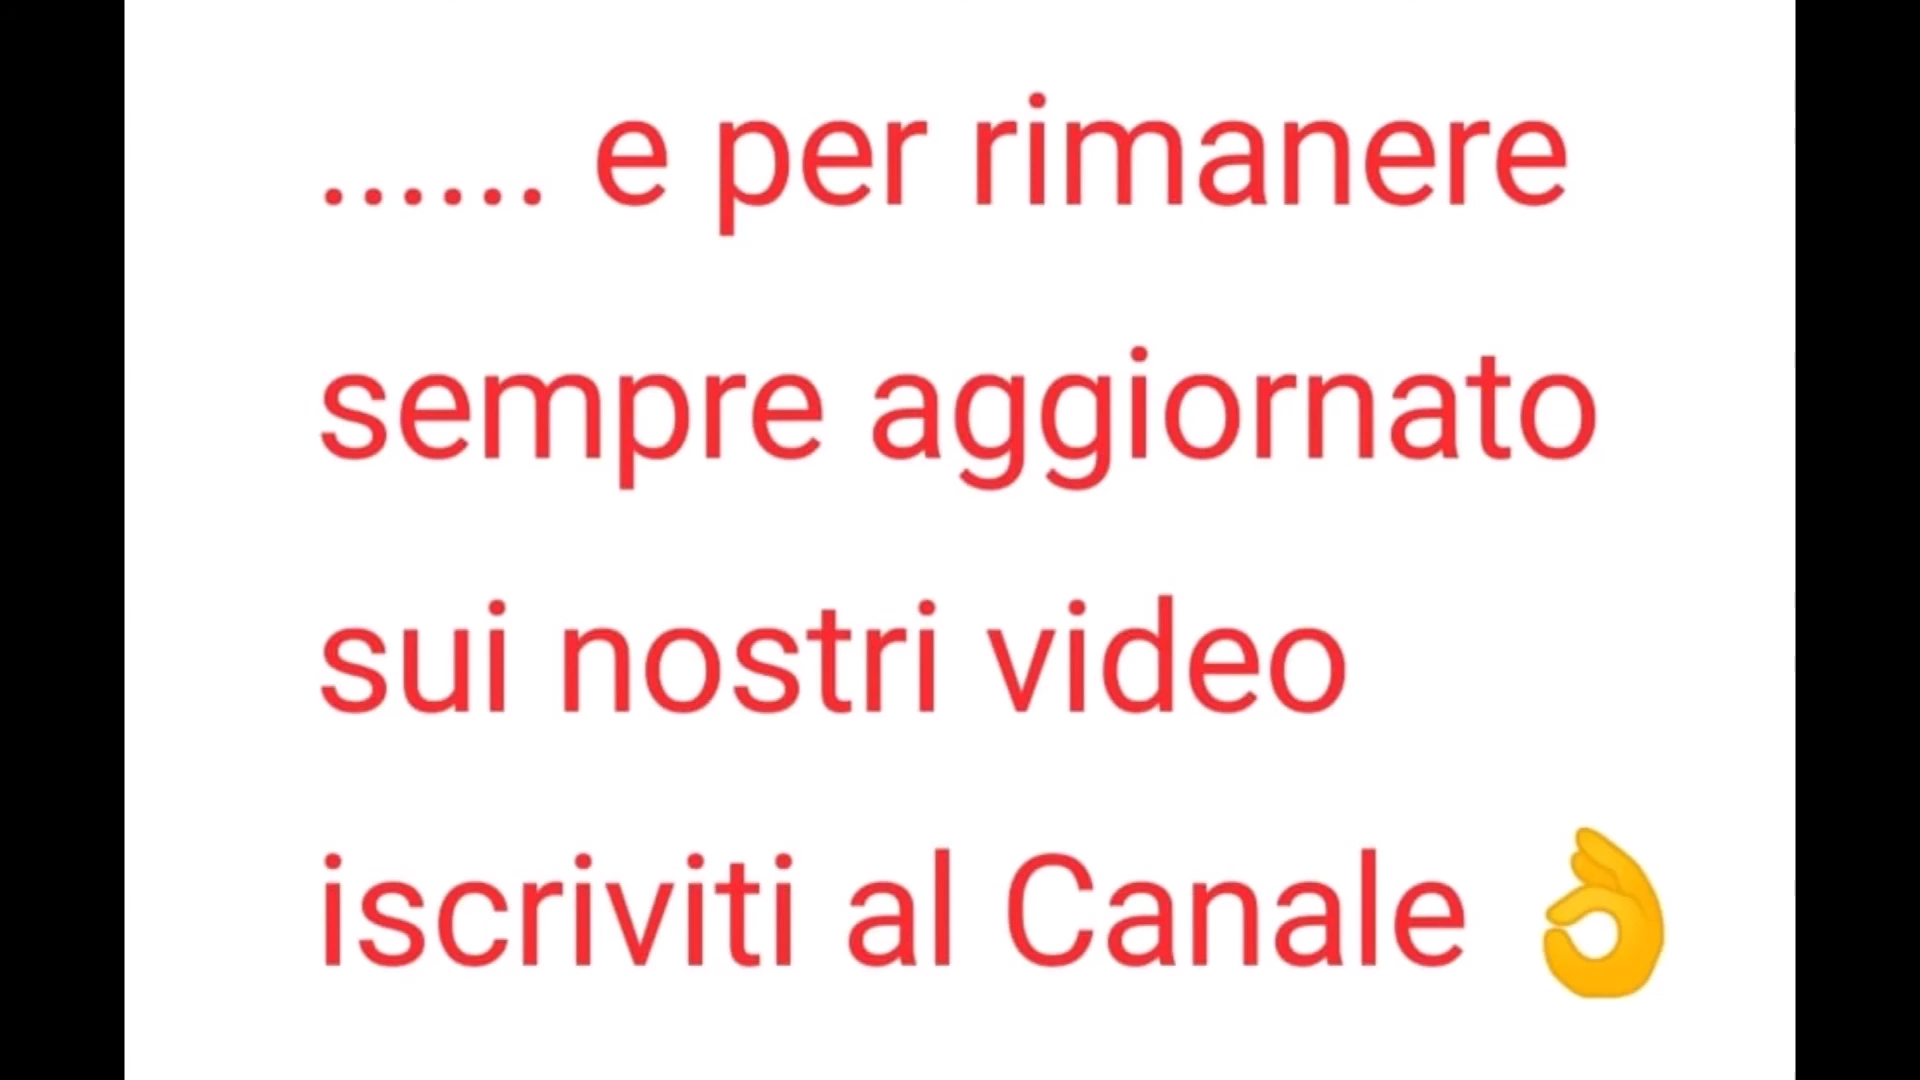 ...... e per rimanere
sempre aggiornato
sui nostri video
iscriviti al Canale 👌